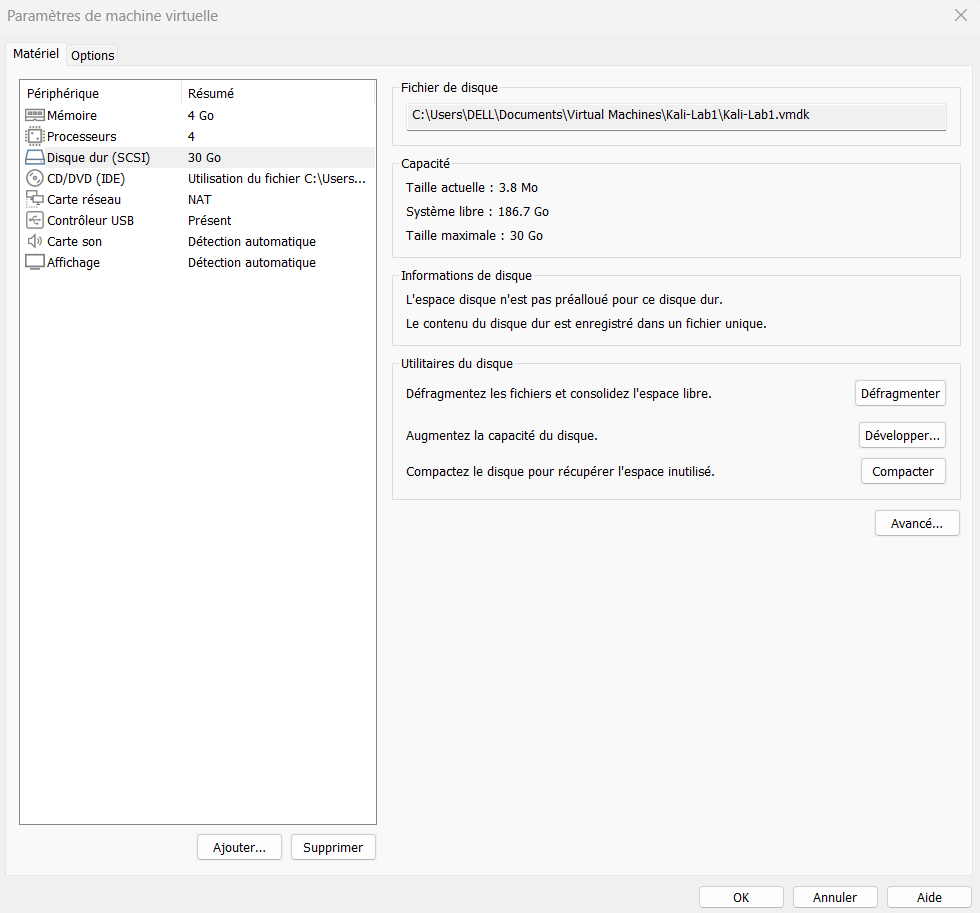 Paramètres de machine virtuelle
Matériel Options
Périphérique Résumé
Mémoire 4 Go
Processeurs 4
Disque dur (SCSI) 30 Go
CD/DVD (IDE) Utilisation du fichier C:\Users...
Carte réseau NAT
Contrôleur USB Présent
Carte son Détection automatique
Affichage Détection automatique
Ajouter... Supprimer
Fichier de disque
C:\Users\DELL\Documents\Virtual Machines\Kali-Lab1\Kali-Lab1.vmdk
Capacité
Taille actuelle : 3.8 Mo
Système libre : 186.7 Go
Taille maximale : 30 Go
Informations de disque
L'espace disque n'est pas préalloué pour ce disque dur.
Le contenu du disque dur est enregistré dans un fichier unique.
Utilitaires du disque
Défragmentez les fichiers et consolidez l'espace libre. Défragmenter
Augmentez la capacité du disque. Développer...
Compactez le disque pour récupérer l'espace inutilisé. Compacter
Avancé...
OK Annuler Aide